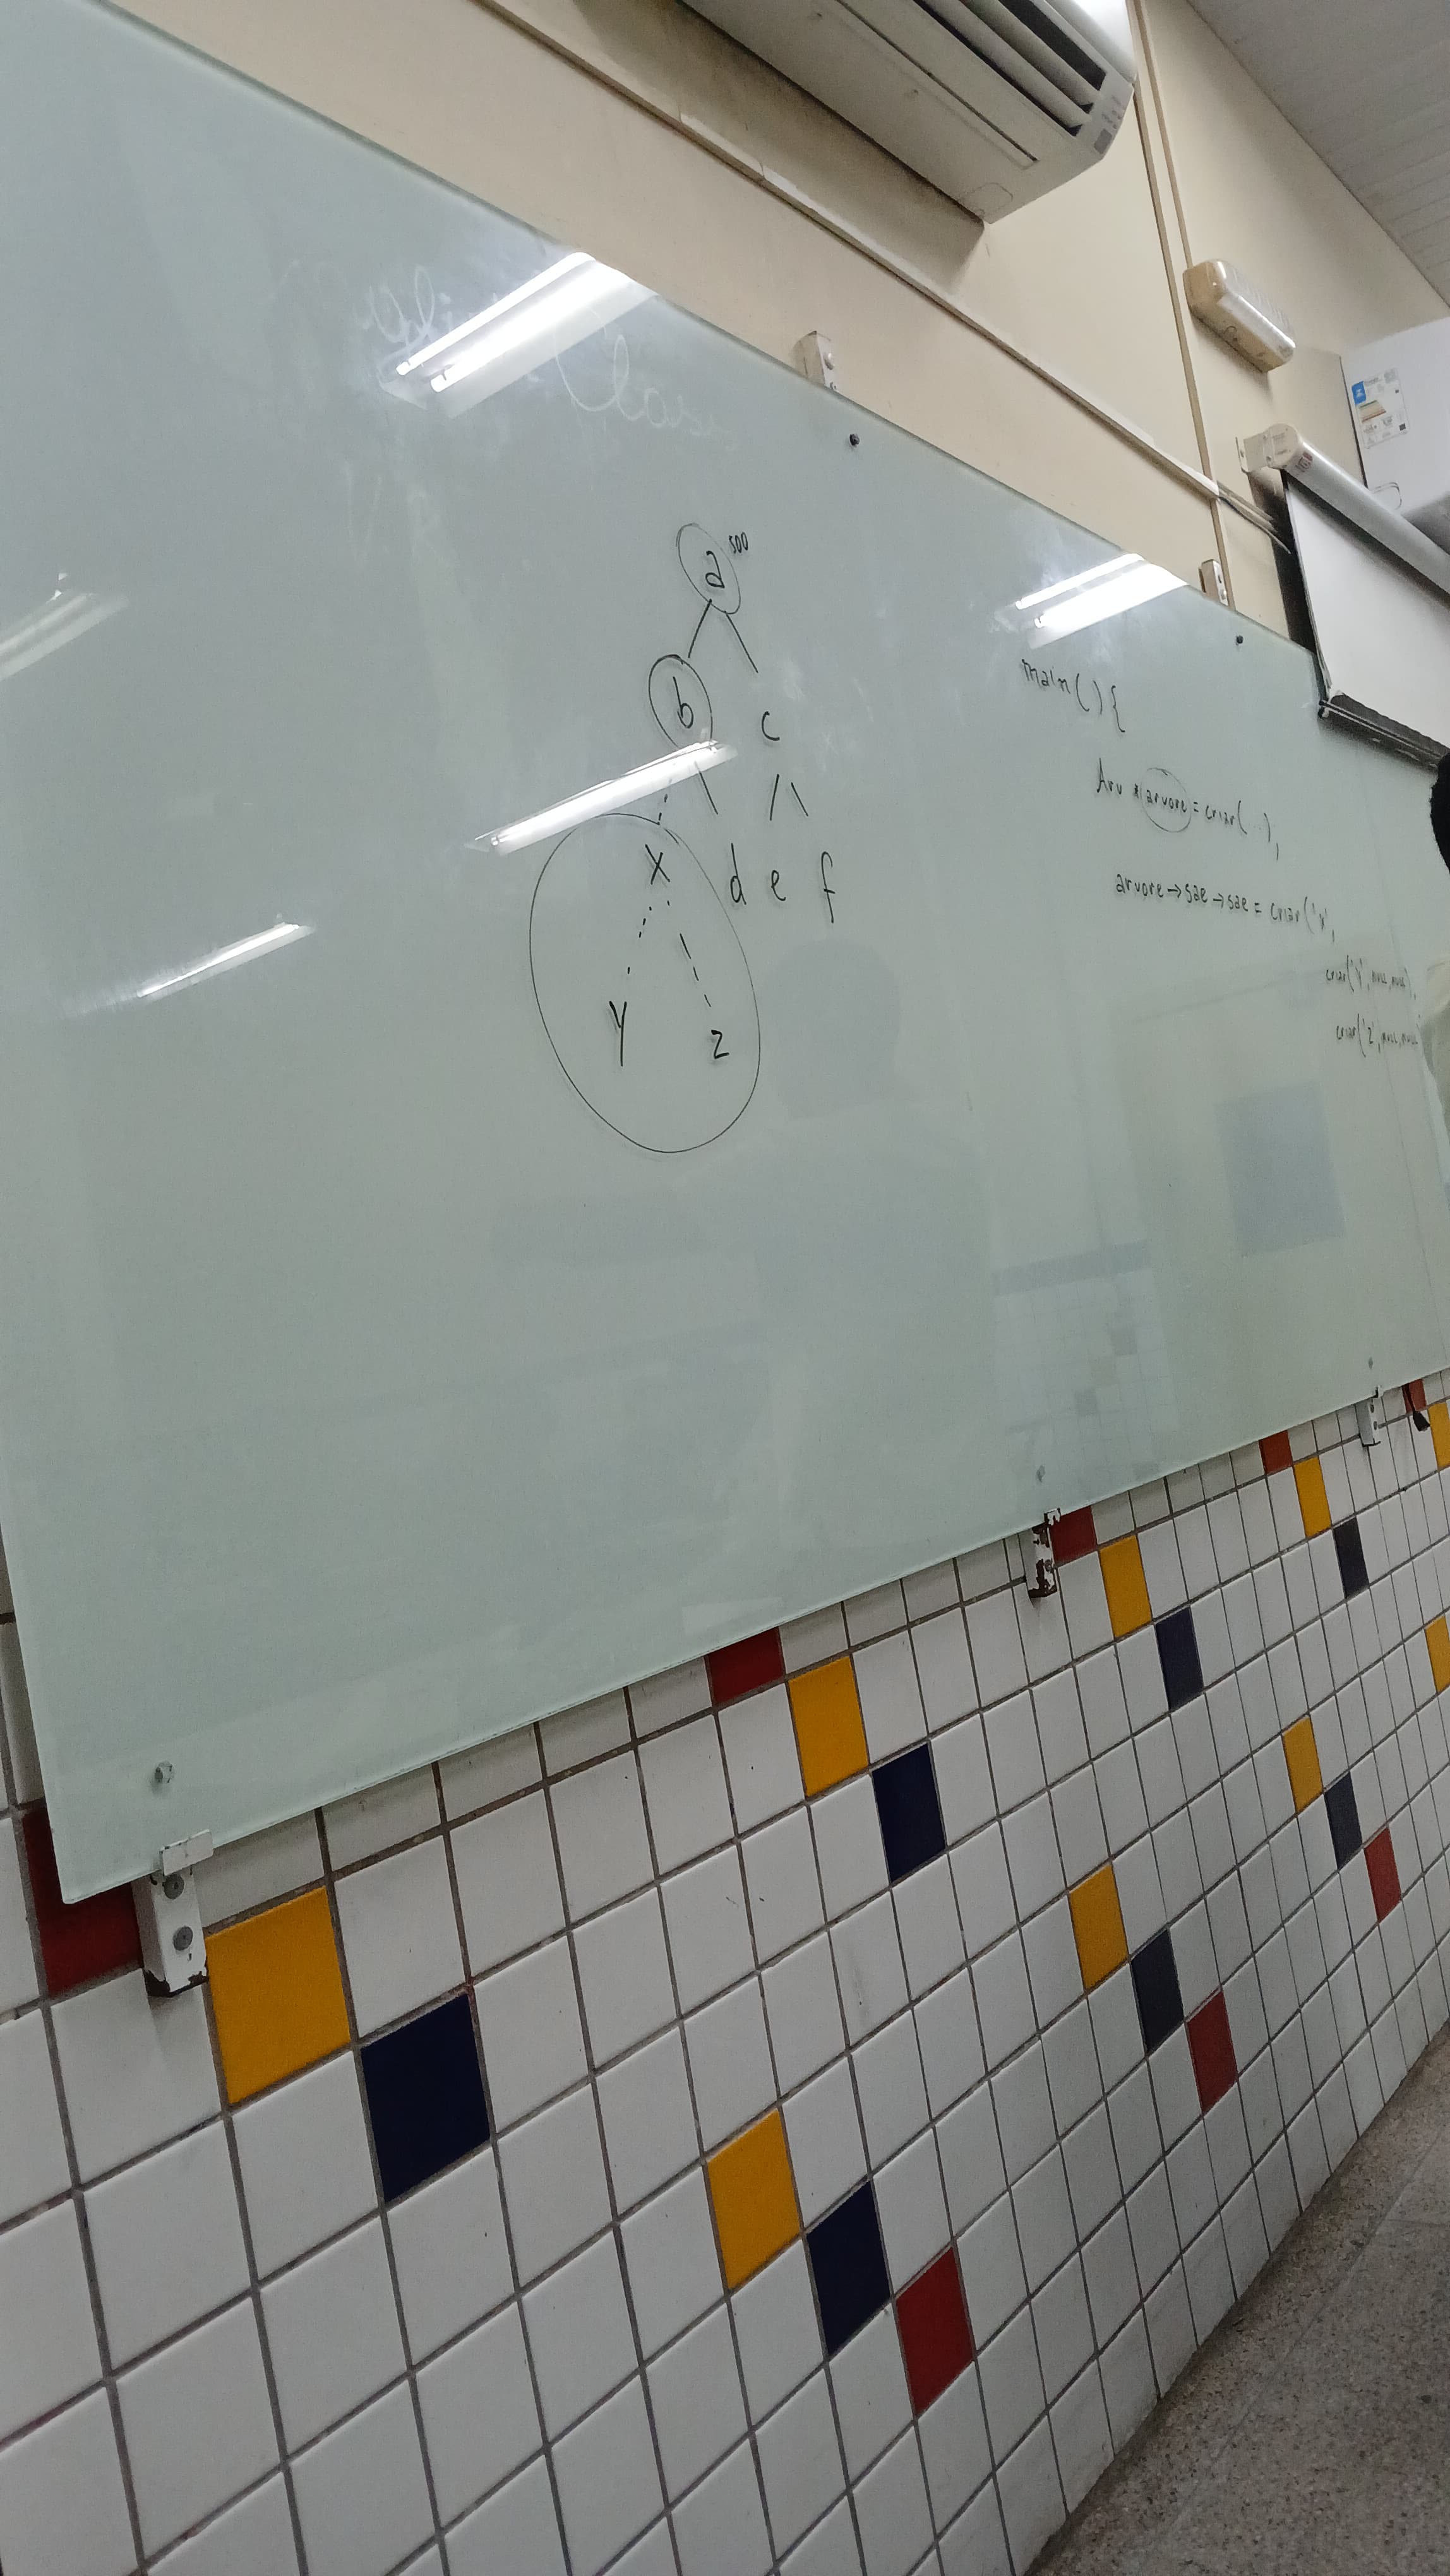 a 500
b c
x d e f
y z
main( ) {
Arv *arvore = criar( .. ),
arvore → sae → sae = criar('x',
criar('y', NULL, NULL),
criar('z', NULL, NULL